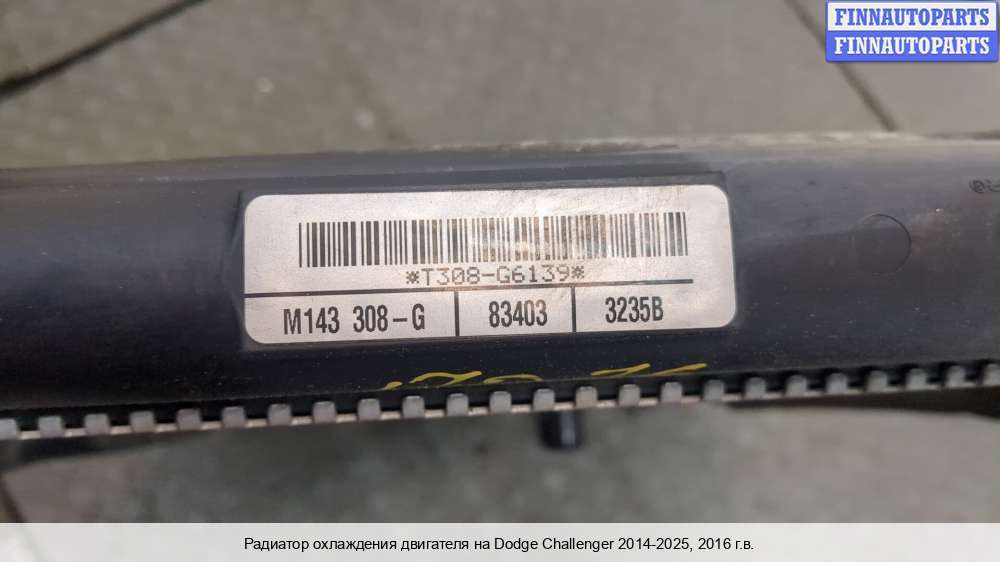 FINNAUTOPARTS
FINNAUTOPARTS
*T308-G6139*
M143 308-G 83403 3235B
Радиатор охлаждения двигателя на Dodge Challenger 2014-2025, 2016 г.в.